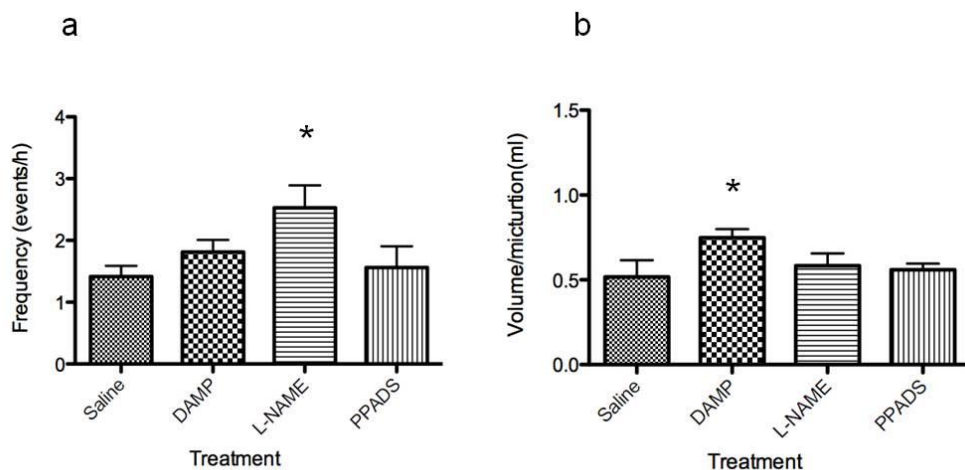 a
Frequency (events/h)
4
3
2
1
0
*
Saline
DAMP
L-NAME
PPADS
Treatment
b
Volume/micturtion(ml)
1.5
1.0
0.5
0.0
*
Saline
DAMP
L-NAME
PPADS
Treatment